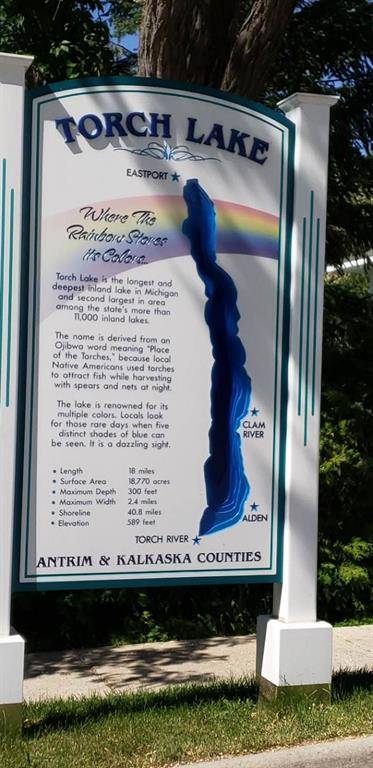 TORCH LAKE
EASTPORT
Where The
Rainbow Stores
its Colors...
Torch Lake is the longest and
deepest inland lake in Michigan
and second largest in area
among the state's more than
11,000 inland lakes.
The name is derived from an
Ojibwa word meaning "Place
of the Torches," because local
Native Americans used torches
to attract fish while harvesting
with spears and nets at night.
The lake is renowned for its
multiple colors. Locals look
for those rare days when five
distinct shades of blue can
be seen. It is a dazzling sight.
CLAM
RIVER
• Length 18 miles
• Surface Area 18,770 acres
• Maximum Depth 300 feet
• Maximum Width 2.4 miles
• Shoreline 40.8 miles
• Elevation 589 feet
ALDEN
TORCH RIVER
ANTRIM & KALKASKA COUNTIES